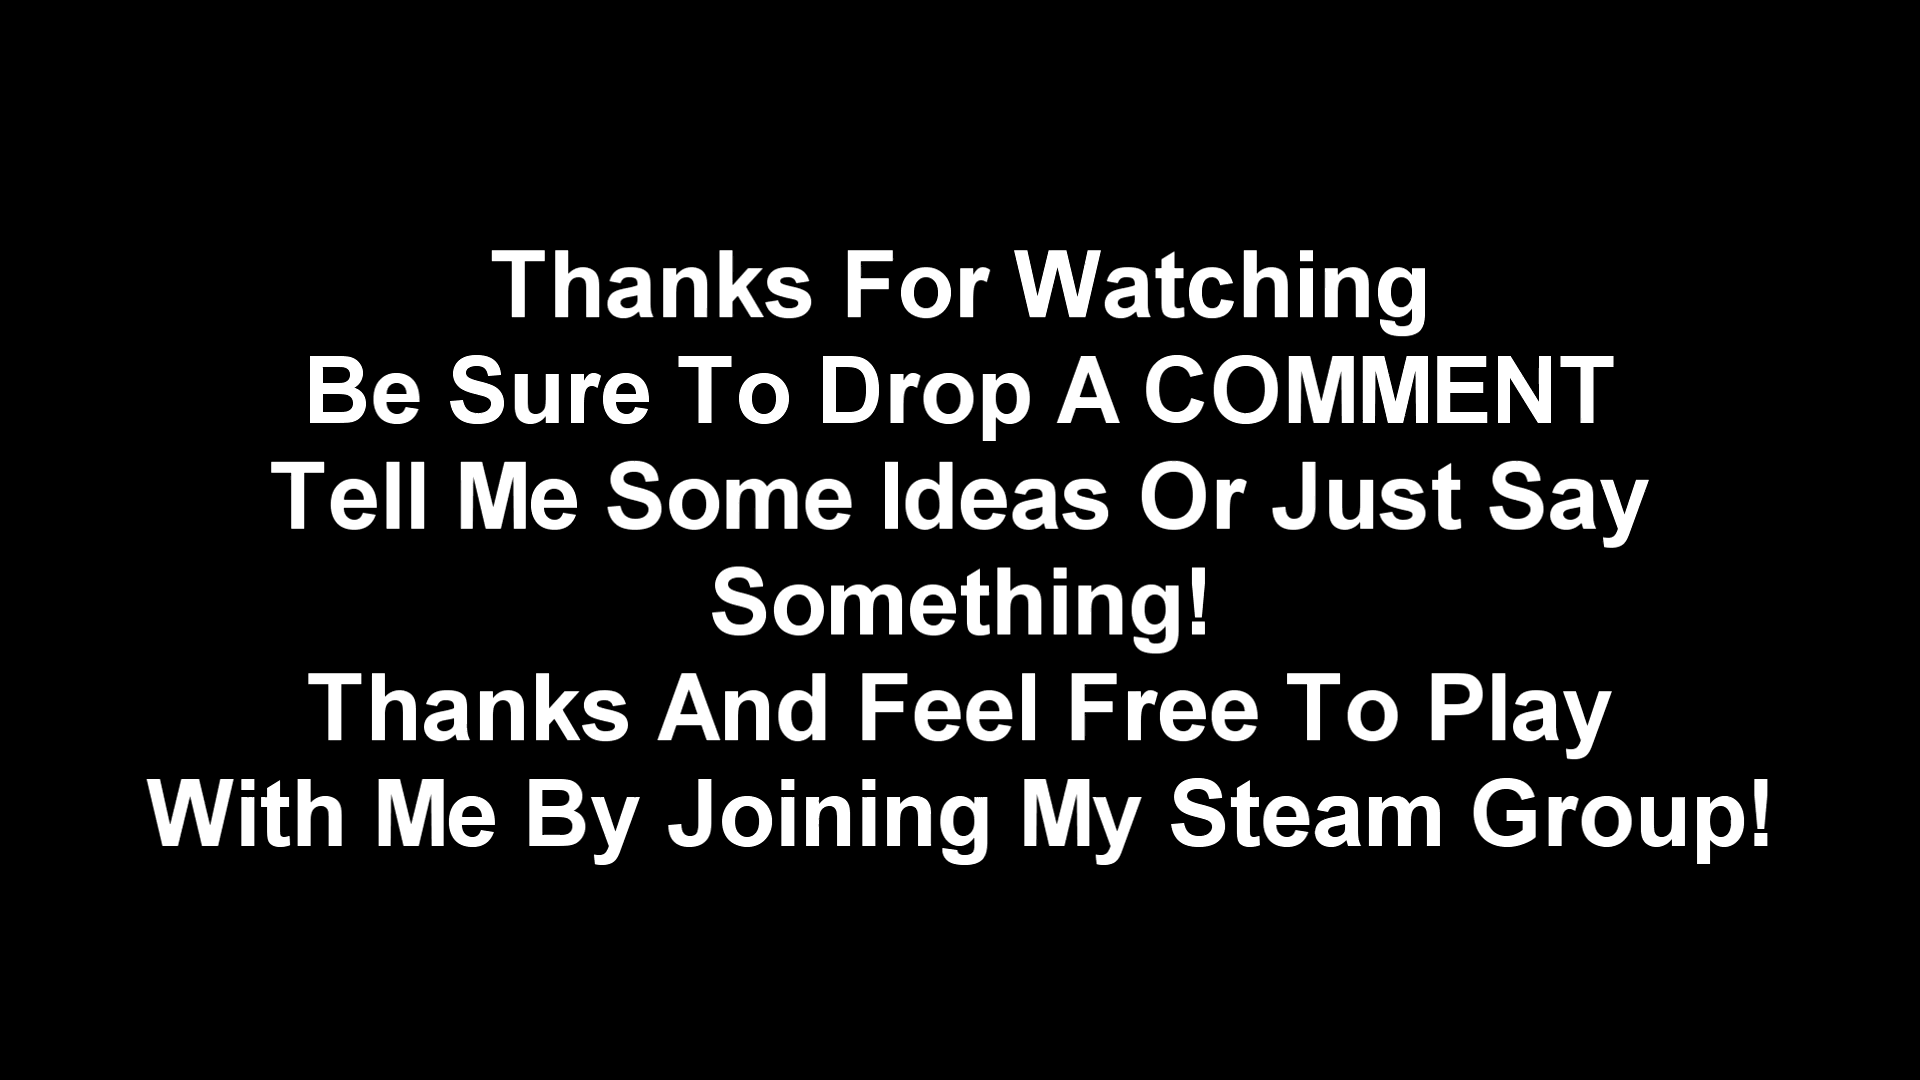 Thanks For Watching
Be Sure To Drop A COMMENT
Tell Me Some Ideas Or Just Say
Something!
Thanks And Feel Free To Play
With Me By Joining My Steam Group!